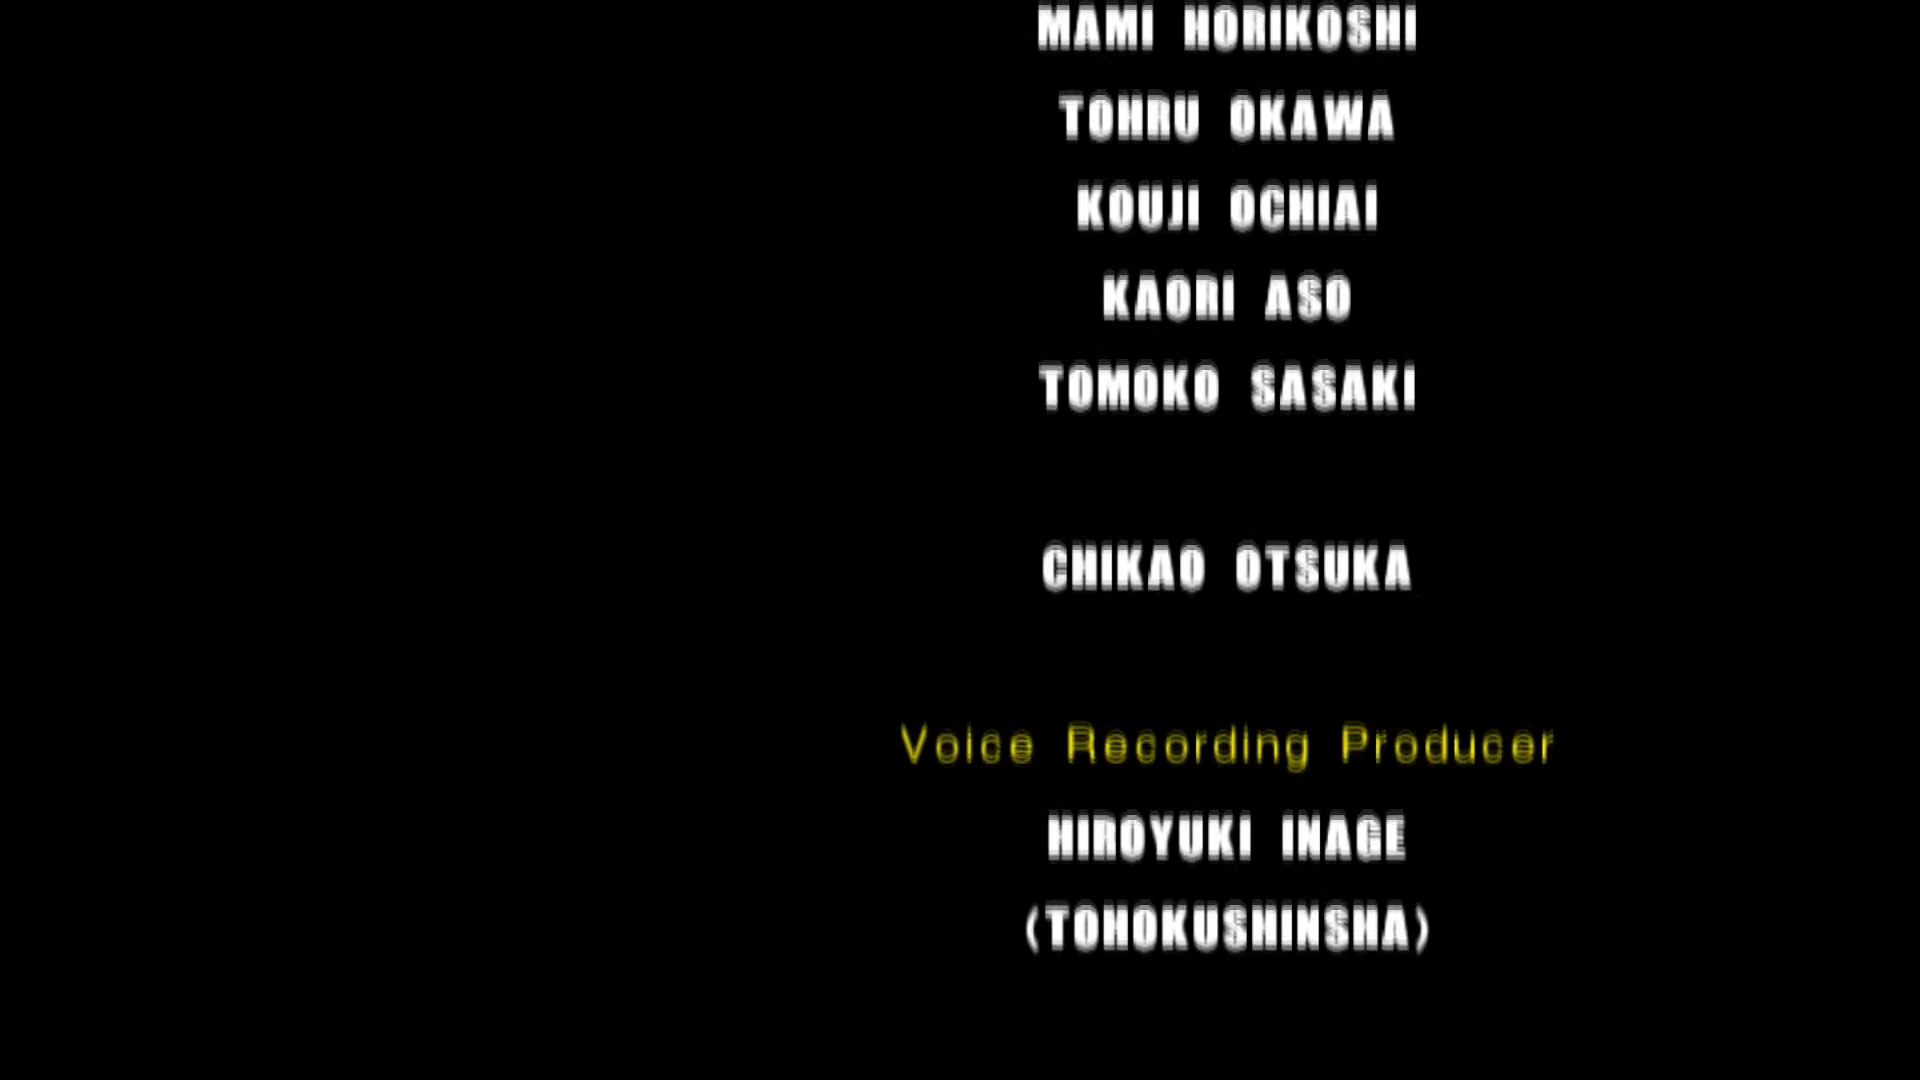 MAMI HORIKOSHI
TOHRU OKAWA
KOUJI OCHIAI
KAORI ASO
TOMOKO SASAKI
CHIKAO OTSUKA
Voice Recording Producer
HIROYUKI INAGE
(TOHOKUSHINSHA)